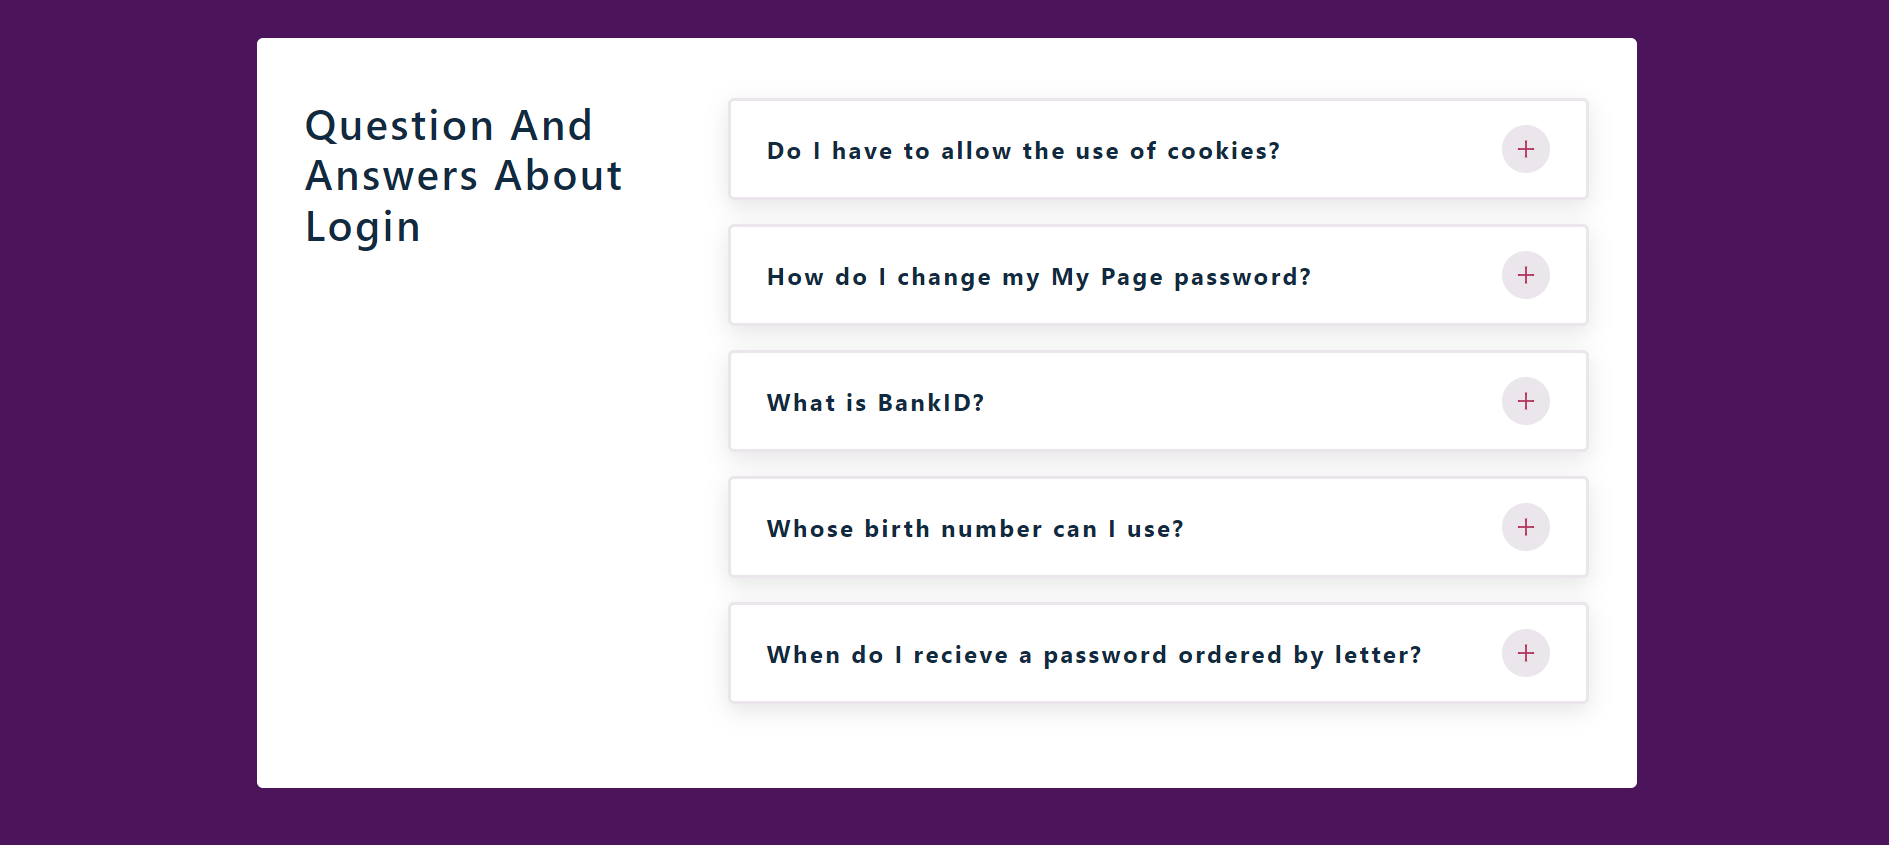 Question And
Answers About
Login
Do I have to allow the use of cookies?
How do I change my My Page password?
What is BankID?
Whose birth number can I use?
When do I recieve a password ordered by letter?